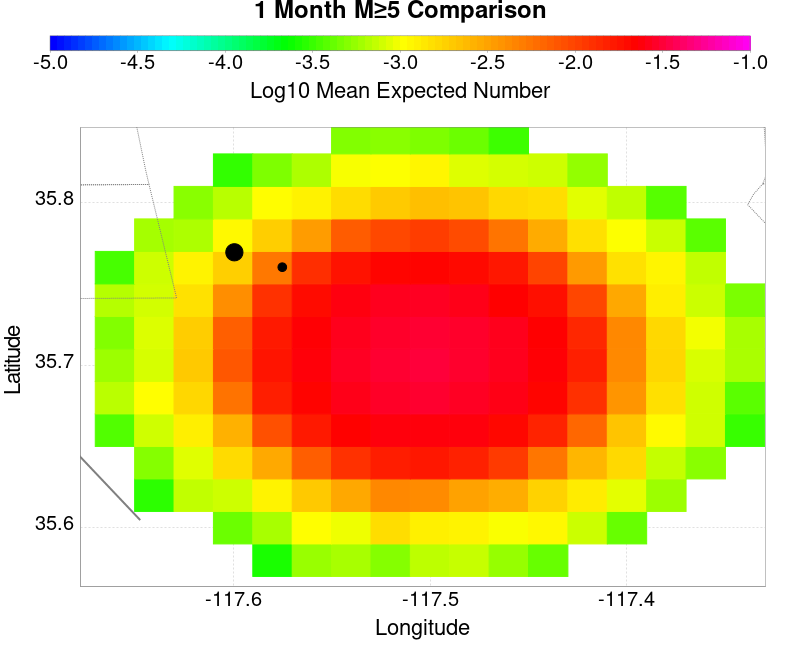 1 Month M≥5 Comparison
-5.0 -4.5 -4.0 -3.5 -3.0 -2.5 -2.0 -1.5 -1.0
Log10 Mean Expected Number
35.8
35.7
35.6
Latitude
-117.6 -117.5 -117.4
Longitude